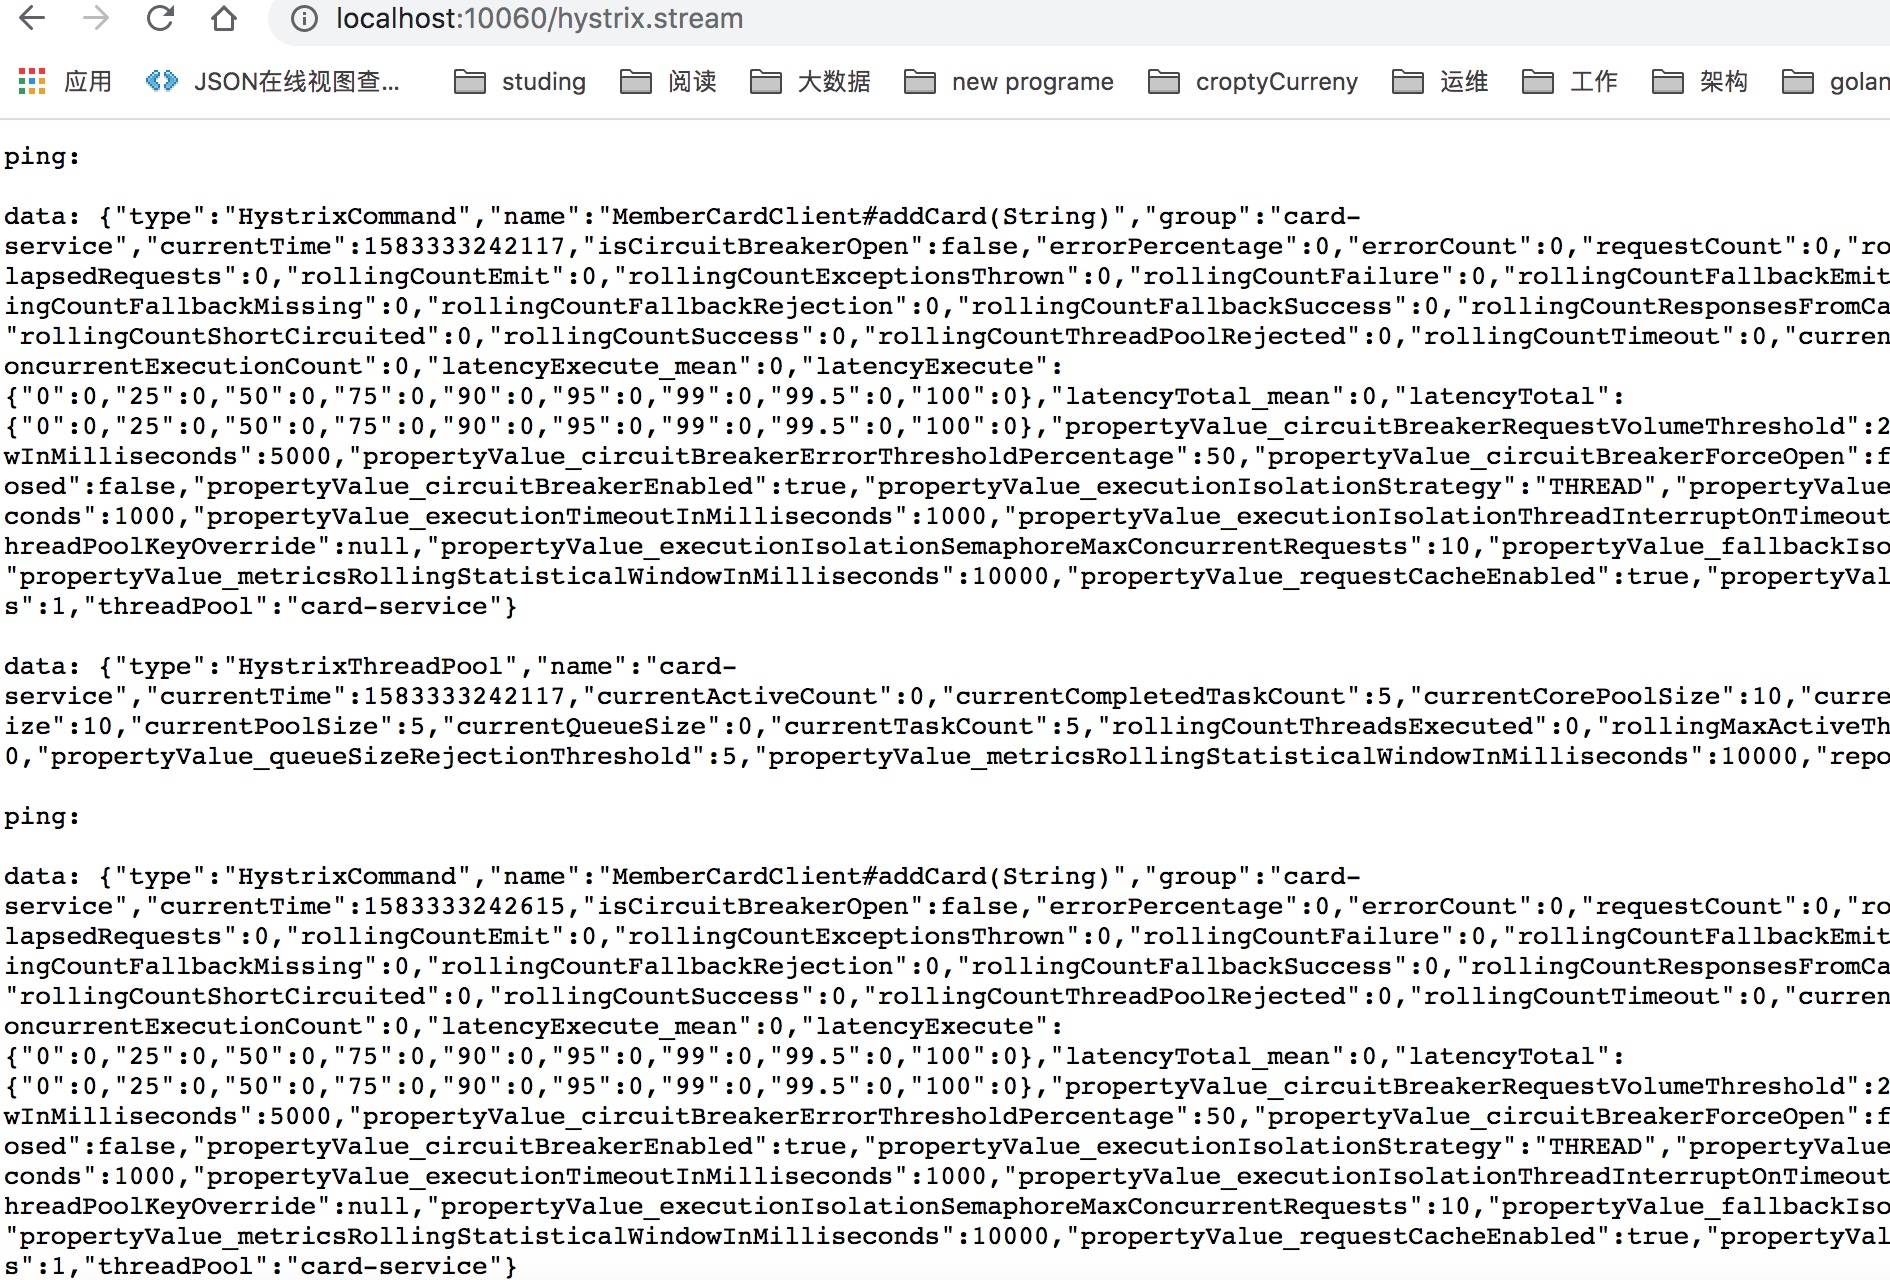 localhost:10060/hystrix.stream
应用 JSON在线视图查... studing 阅读 大数据 new programe croptyCurreny 运维 工作 架构 golan
ping:
data: {"type":"HystrixCommand","name":"MemberCardClient#addCard(String)","group":"card-
service","currentTime":1583333242117,"isCircuitBreakerOpen":false,"errorPercentage":0,"errorCount":0,"requestCount":0,"ro
lapsedRequests":0,"rollingCountEmit":0,"rollingCountExceptionsThrown":0,"rollingCountFailure":0,"rollingCountFallbackEmit
ingCountFallbackMissing":0,"rollingCountFallbackRejection":0,"rollingCountFallbackSuccess":0,"rollingCountResponsesFromCa
"rollingCountShortCircuited":0,"rollingCountSuccess":0,"rollingCountThreadPoolRejected":0,"rollingCountTimeout":0,"curren
oncurrentExecutionCount":0,"latencyExecute_mean":0,"latencyExecute":
{"0":0,"25":0,"50":0,"75":0,"90":0,"95":0,"99":0,"99.5":0,"100":0},"latencyTotal_mean":0,"latencyTotal":
{"0":0,"25":0,"50":0,"75":0,"90":0,"95":0,"99":0,"99.5":0,"100":0},"propertyValue_circuitBreakerRequestVolumeThreshold":2
wInMilliseconds":5000,"propertyValue_circuitBreakerErrorThresholdPercentage":50,"propertyValue_circuitBreakerForceOpen":f
osed":false,"propertyValue_circuitBreakerEnabled":true,"propertyValue_executionIsolationStrategy":"THREAD","propertyValue
conds":1000,"propertyValue_executionTimeoutInMilliseconds":1000,"propertyValue_executionIsolationThreadInterruptOnTimeout
hreadPoolKeyOverride":null,"propertyValue_executionIsolationSemaphoreMaxConcurrentRequests":10,"propertyValue_fallbackIso
"propertyValue_metricsRollingStatisticalWindowInMilliseconds":10000,"propertyValue_requestCacheEnabled":true,"propertyVal
s":1,"threadPool":"card-service"}
data: {"type":"HystrixThreadPool","name":"card-
service","currentTime":1583333242117,"currentActiveCount":0,"currentCompletedTaskCount":5,"currentCorePoolSize":10,"curre
ize":10,"currentPoolSize":5,"currentQueueSize":0,"currentTaskCount":5,"rollingCountThreadsExecuted":0,"rollingMaxActiveTh
0,"propertyValue_queueSizeRejectionThreshold":5,"propertyValue_metricsRollingStatisticalWindowInMilliseconds":10000,"repo
ping:
data: {"type":"HystrixCommand","name":"MemberCardClient#addCard(String)","group":"card-
service","currentTime":1583333242615,"isCircuitBreakerOpen":false,"errorPercentage":0,"errorCount":0,"requestCount":0,"ro
lapsedRequests":0,"rollingCountEmit":0,"rollingCountExceptionsThrown":0,"rollingCountFailure":0,"rollingCountFallbackEmit
ingCountFallbackMissing":0,"rollingCountFallbackRejection":0,"rollingCountFallbackSuccess":0,"rollingCountResponsesFromCa
"rollingCountShortCircuited":0,"rollingCountSuccess":0,"rollingCountThreadPoolRejected":0,"rollingCountTimeout":0,"curren
oncurrentExecutionCount":0,"latencyExecute_mean":0,"latencyExecute":
{"0":0,"25":0,"50":0,"75":0,"90":0,"95":0,"99":0,"99.5":0,"100":0},"latencyTotal_mean":0,"latencyTotal":
{"0":0,"25":0,"50":0,"75":0,"90":0,"95":0,"99":0,"99.5":0,"100":0},"propertyValue_circuitBreakerRequestVolumeThreshold":2
wInMilliseconds":5000,"propertyValue_circuitBreakerErrorThresholdPercentage":50,"propertyValue_circuitBreakerForceOpen":f
osed":false,"propertyValue_circuitBreakerEnabled":true,"propertyValue_executionIsolationStrategy":"THREAD","propertyValue
conds":1000,"propertyValue_executionTimeoutInMilliseconds":1000,"propertyValue_executionIsolationThreadInterruptOnTimeout
hreadPoolKeyOverride":null,"propertyValue_executionIsolationSemaphoreMaxConcurrentRequests":10,"propertyValue_fallbackIso
"propertyValue_metricsRollingStatisticalWindowInMilliseconds":10000,"propertyValue_requestCacheEnabled":true,"propertyVal
s":1,"threadPool":"card-service"}